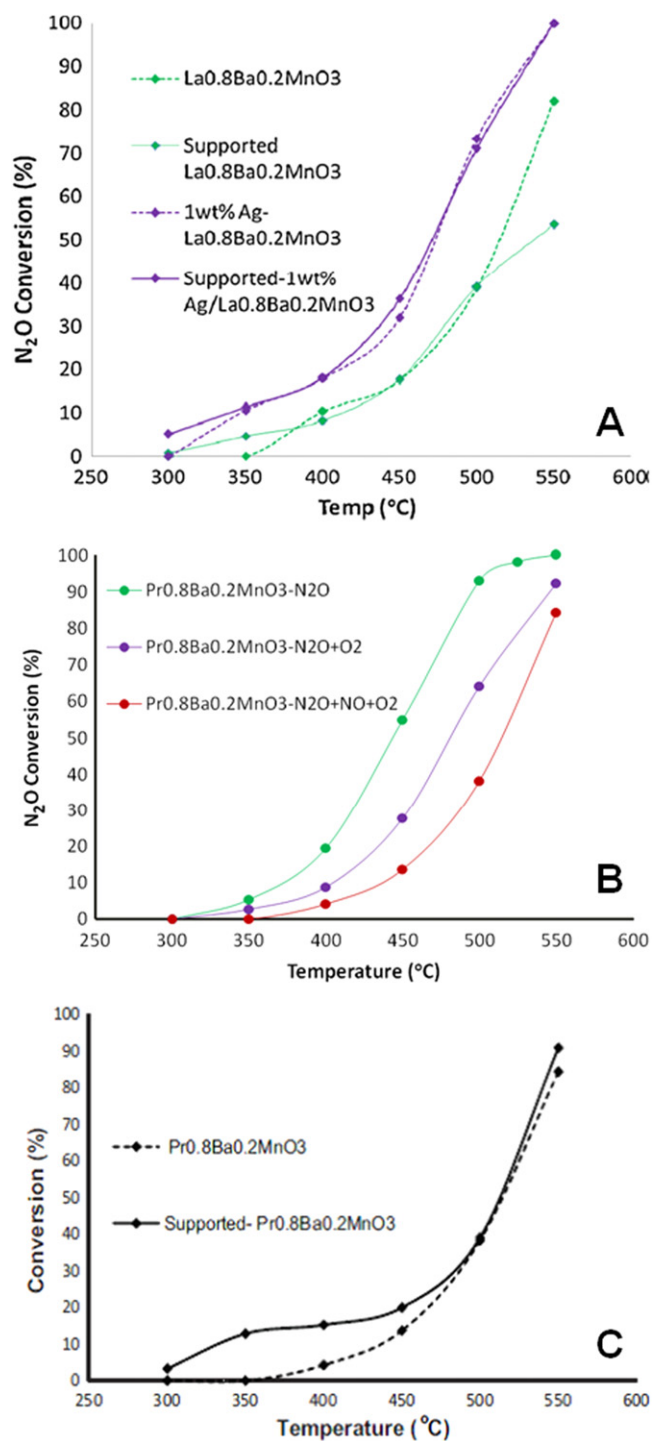 100
90
80
70
60
50
40
30
20
10
0
N2O Conversion (%)
La0.8Ba0.2MnO3
Supported
La0.8Ba0.2MnO3
1wt% Ag-
La0.8Ba0.2MnO3
Supported-1wt%
Ag/La0.8Ba0.2MnO3
A
250 300 350 400 450 500 550 600
Temp (°C)
100
90
80
70
60
50
40
30
20
10
0
N2O Conversion (%)
Pr0.8Ba0.2MnO3-N2O
Pr0.8Ba0.2MnO3-N2O+O2
Pr0.8Ba0.2MnO3-N2O+NO+O2
B
250 300 350 400 450 500 550 600
Temperature (°C)
100
90
80
70
60
50
40
30
20
10
0
Conversion (%)
Pr0.8Ba0.2MnO3
Supported- Pr0.8Ba0.2MnO3
C
250 300 350 400 450 500 550 600
Temperature (°C)